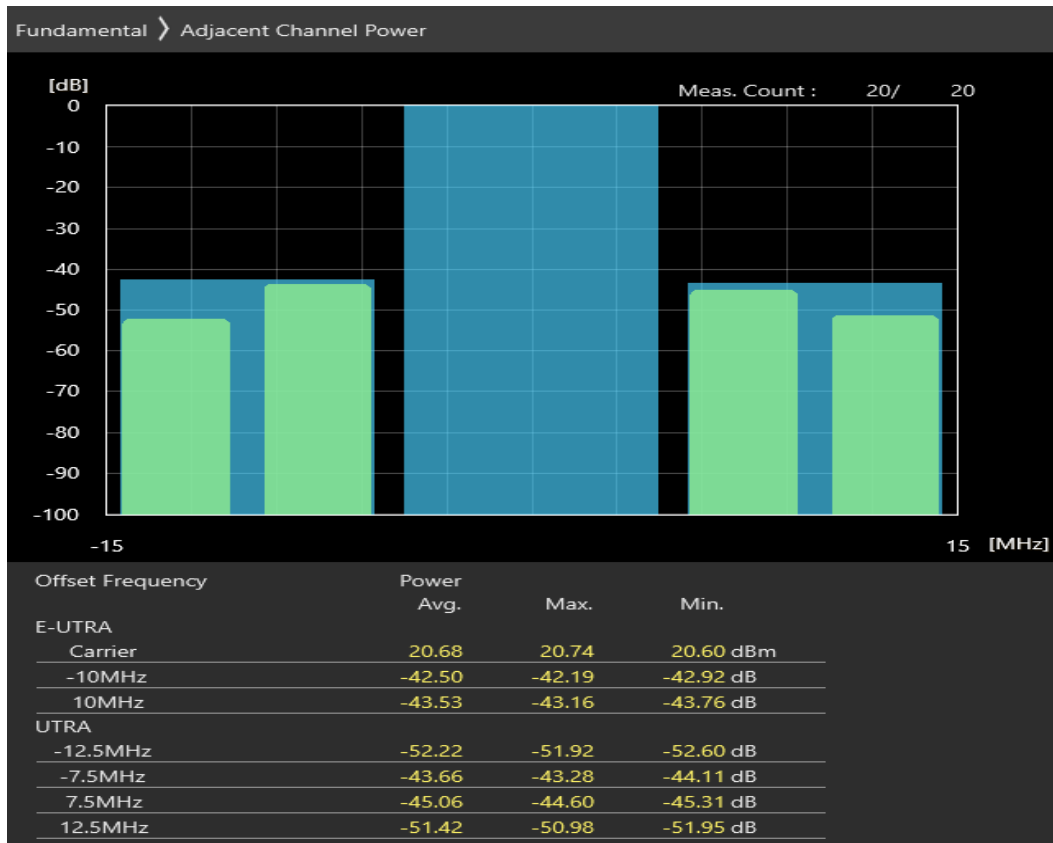 Fundamental 〉 Adjacent Channel Power
[dB]
Meas. Count : 20/ 20
0
-10
-20
-30
-40
-50
-60
-70
-80
-90
-100
-15 15 [MHz]
Offset Frequency Power
Avg. Max. Min.
E-UTRA
Carrier 20.68 20.74 20.60 dBm
-10MHz -42.50 -42.19 -42.92 dB
10MHz -43.53 -43.16 -43.76 dB
UTRA
-12.5MHz -52.22 -51.92 -52.60 dB
-7.5MHz -43.66 -43.28 -44.11 dB
7.5MHz -45.06 -44.60 -45.31 dB
12.5MHz -51.42 -50.98 -51.95 dB